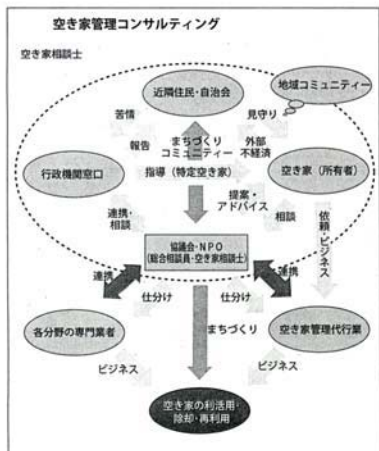 空き家管理コンサルティング
空き家相談士
近隣住民・自治会
地域コミュニティー
苦情
見守り
報告
まちづくり
コミュニティー
外部
不経済
行政機関窓口
指導（特定空き家）
空き家（所有者）
連携・
相談
提案・
アドバイス
相談
依頼・ビジネス
協議会・NPO
（総合相談員・空き家相談士）
連携
仕分け
仕分け
連携
各分野の専門業者
まちづくり
空き家管理代行業
ビジネス
ビジネス
空き家の利活用・
除却・再利用